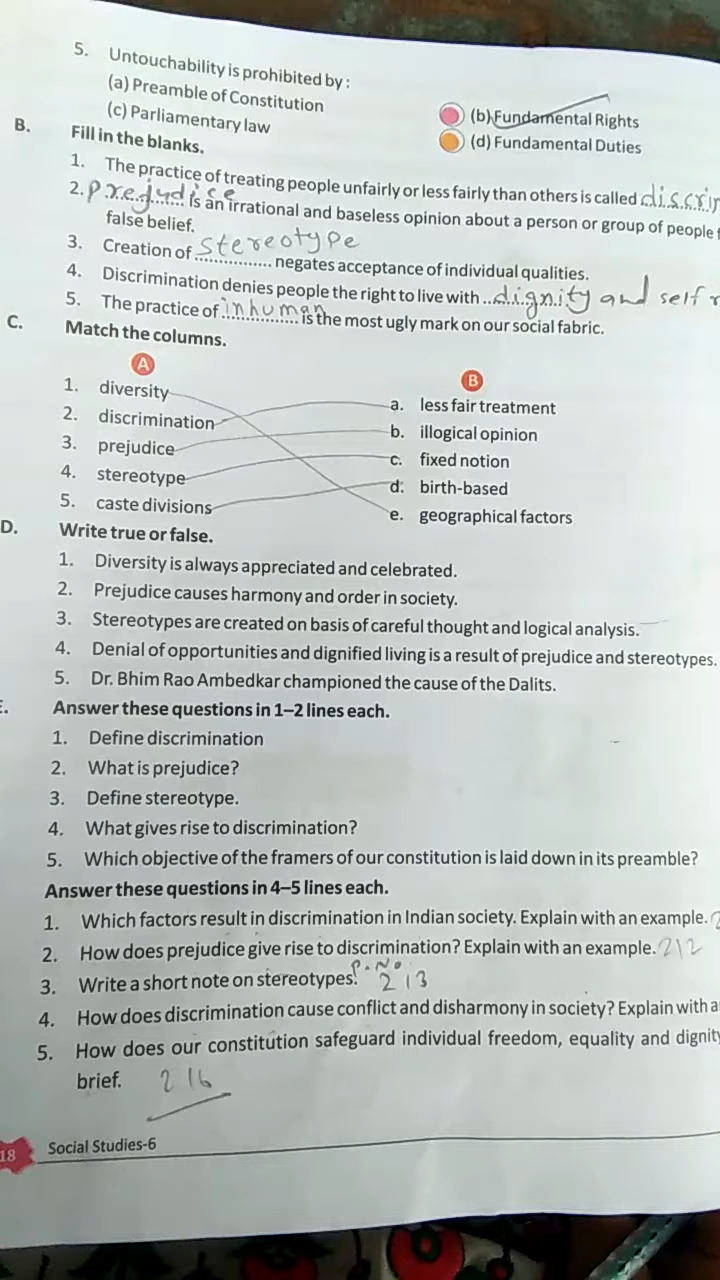 5. Untouchability is prohibited by :
(a) Preamble of Constitution
(b) Fundamental Rights
(c) Parliamentary law
(d) Fundamental Duties
B. Fill in the blanks.
1. The practice of treating people unfairly or less fairly than others is called discrim
2. prejudise is an irrational and baseless opinion about a person or group of people
false belief.
3. Creation of stereotype negates acceptance of individual qualities.
4. Discrimination denies people the right to live with dignity and self
5. The practice of inhuman is the most ugly mark on our social fabric.
C. Match the columns.
A B
1. diversity a. less fair treatment
2. discrimination b. illogical opinion
3. prejudice c. fixed notion
4. stereotype d. birth-based
5. caste divisions e. geographical factors
D. Write true or false.
1. Diversity is always appreciated and celebrated.
2. Prejudice causes harmony and order in society.
3. Stereotypes are created on basis of careful thought and logical analysis.
4. Denial of opportunities and dignified living is a result of prejudice and stereotypes.
5. Dr. Bhim Rao Ambedkar championed the cause of the Dalits.
E. Answer these questions in 1–2 lines each.
1. Define discrimination
2. What is prejudice?
3. Define stereotype.
4. What gives rise to discrimination?
5. Which objective of the framers of our constitution is laid down in its preamble?
Answer these questions in 4–5 lines each.
1. Which factors result in discrimination in Indian society. Explain with an example.
2. How does prejudice give rise to discrimination? Explain with an example. 212
3. Write a short note on stereotypes. P.No 213
4. How does discrimination cause conflict and disharmony in society? Explain with a
5. How does our constitution safeguard individual freedom, equality and dignity
brief. 216
18 Social Studies-6